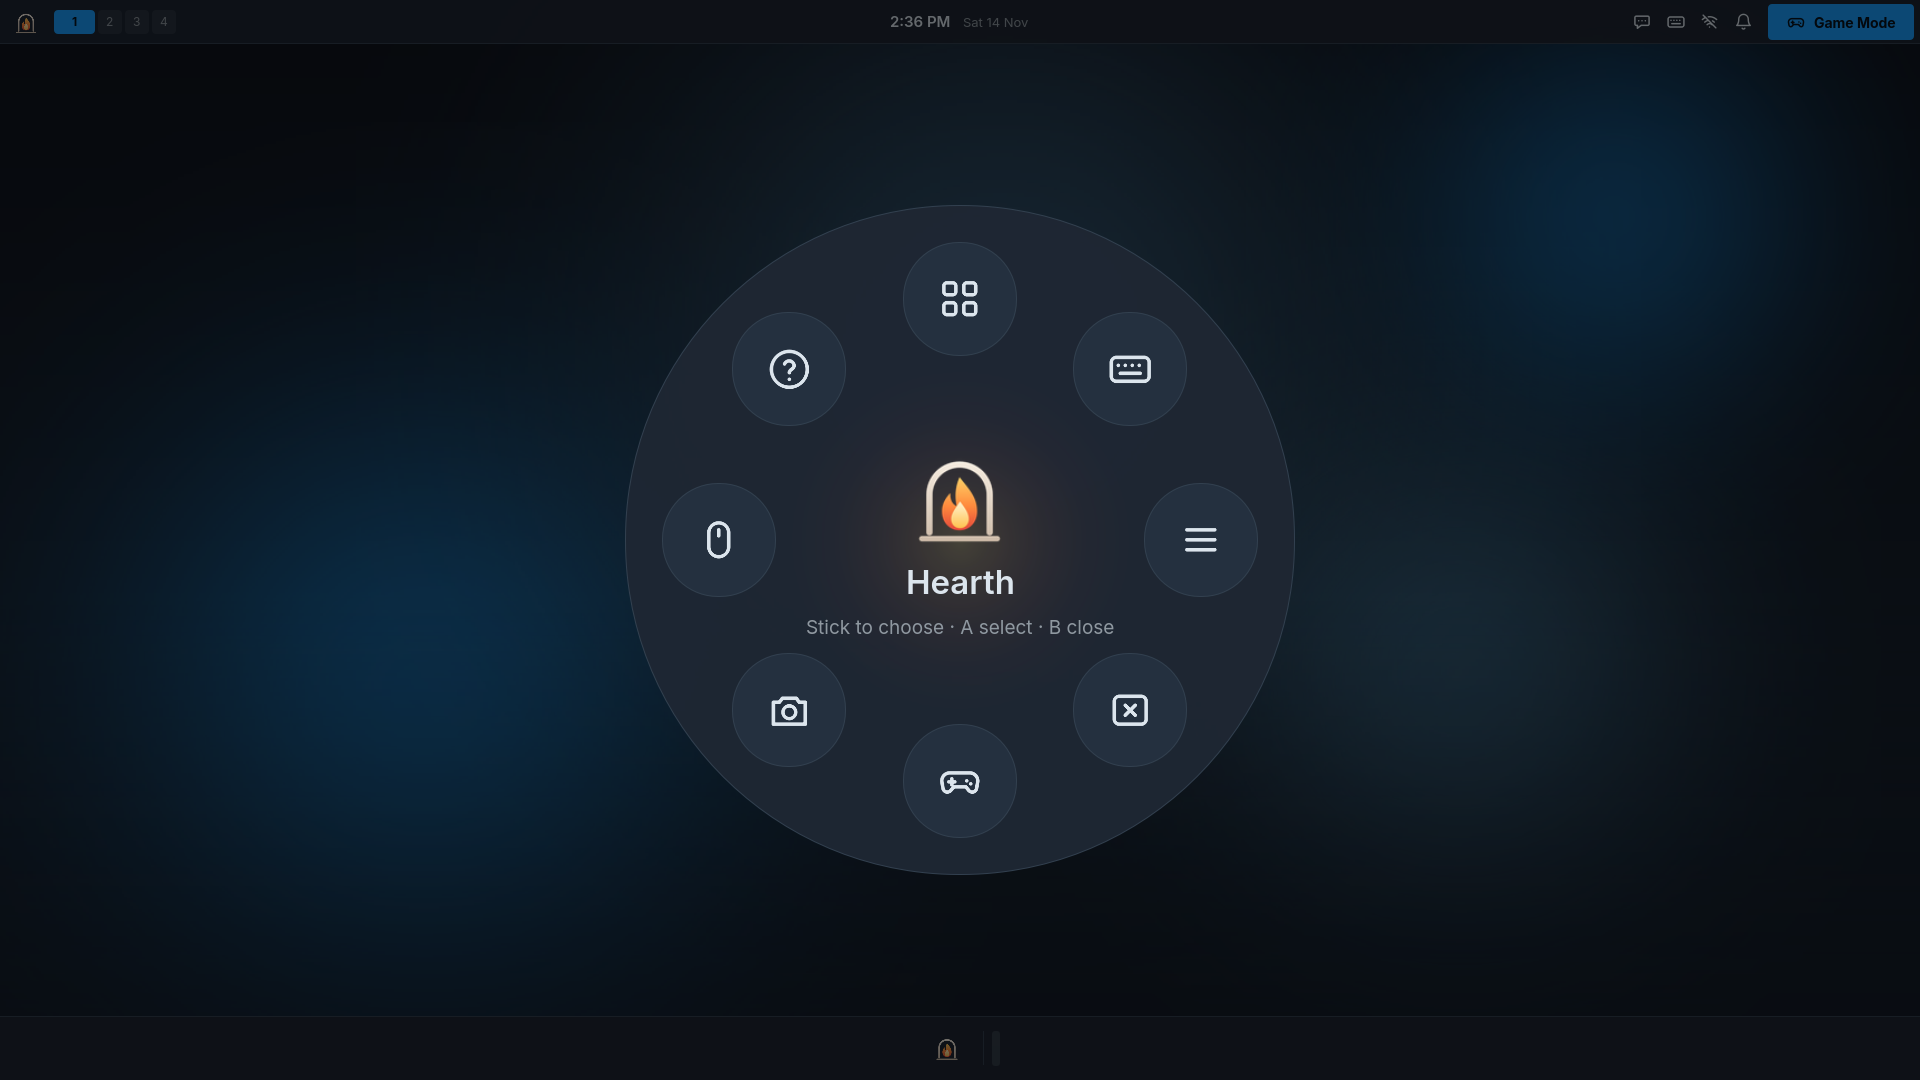 1 2 3 4
2:36 PM Sat 14 Nov
Game Mode
Hearth
Stick to choose · A select · B close